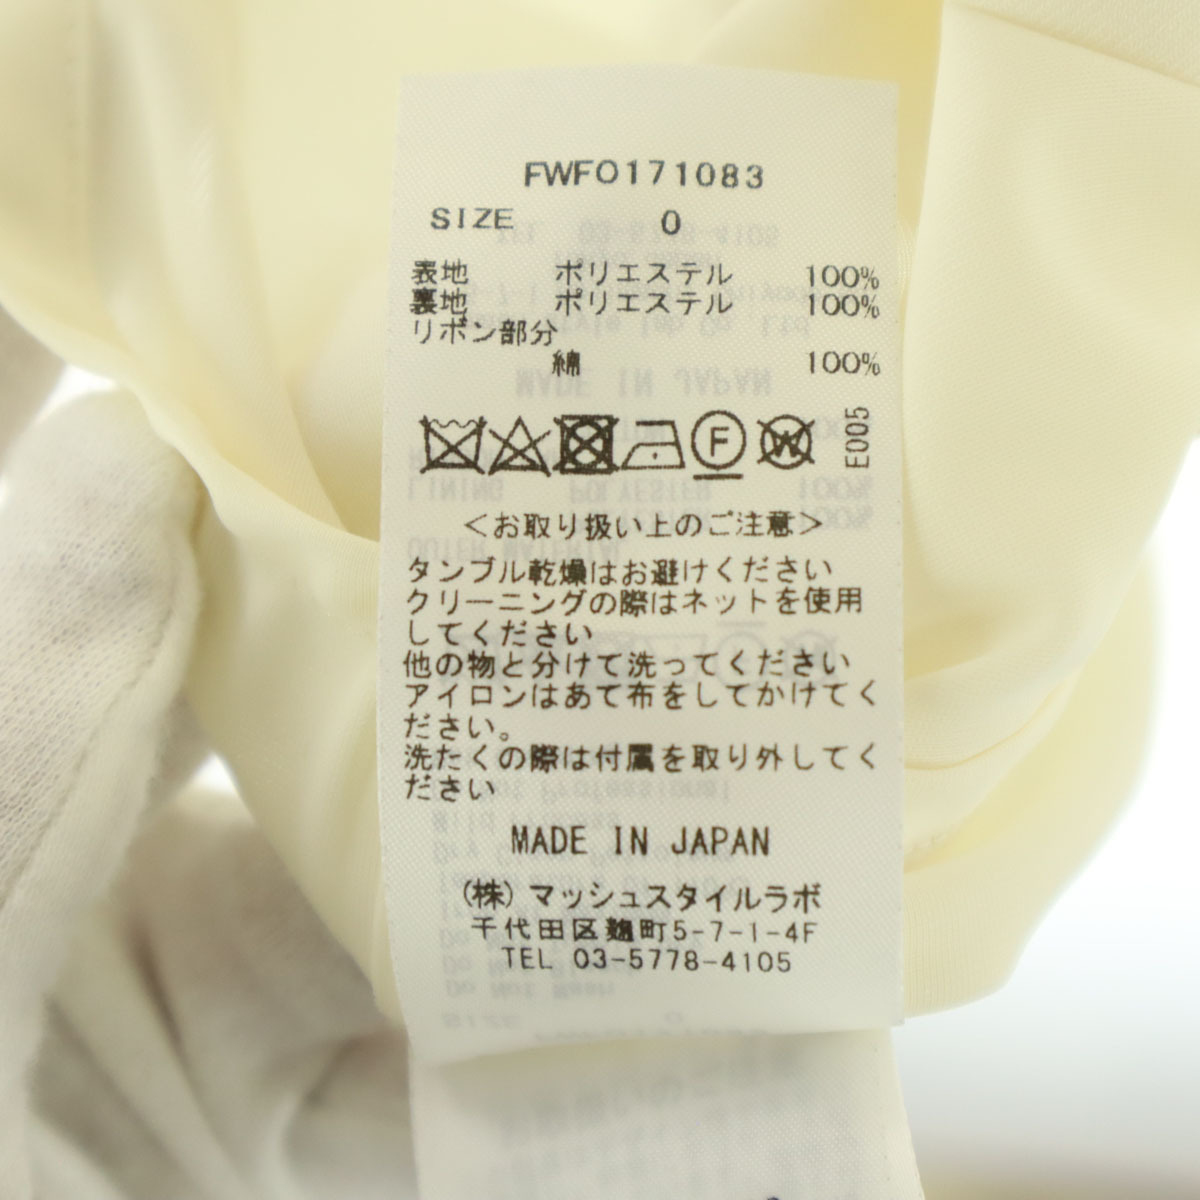 FWFO171083
SIZE 0
表地 ポリエステル 100%
裏地 ポリエステル 100%
リボン部分
綿 100%
F W E005
＜お取り扱い上のご注意＞
タンブル乾燥はお避けください
クリーニングの際はネットを使用
してください
他の物と分けて洗ってください
アイロンはあて布をしてかけてく
ださい。
洗たくの際は付属を取り外してく
ださい
MADE IN JAPAN
(株)マッシュスタイルラボ
千代田区麹町5-7-1-4F
TEL 03-5778-4105